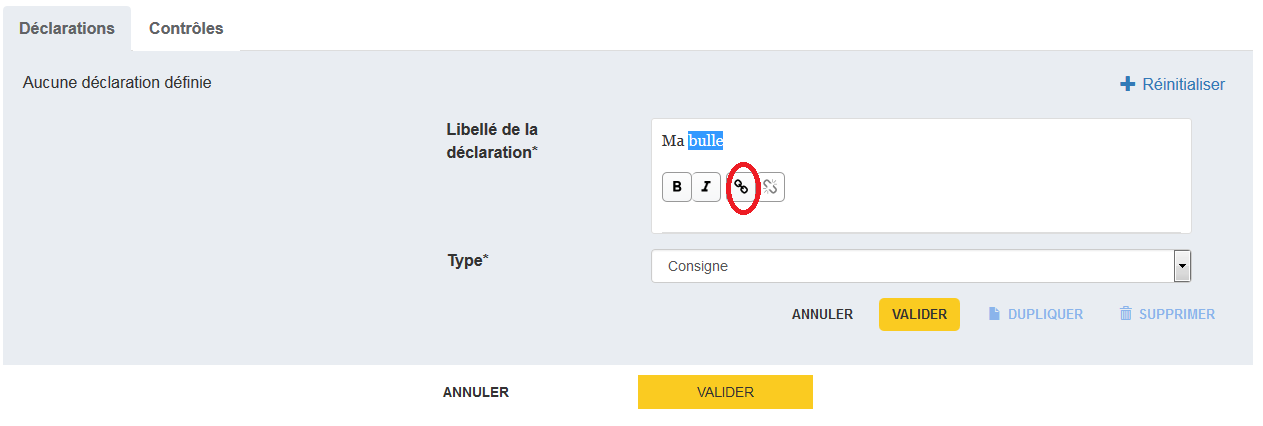 Déclarations Contrôles
Aucune déclaration définie
Réinitialiser
Libellé de la
déclaration*
Ma bulle
B I
Type*
Consigne
ANNULER VALIDER DUPLIQUER SUPPRIMER
ANNULER VALIDER